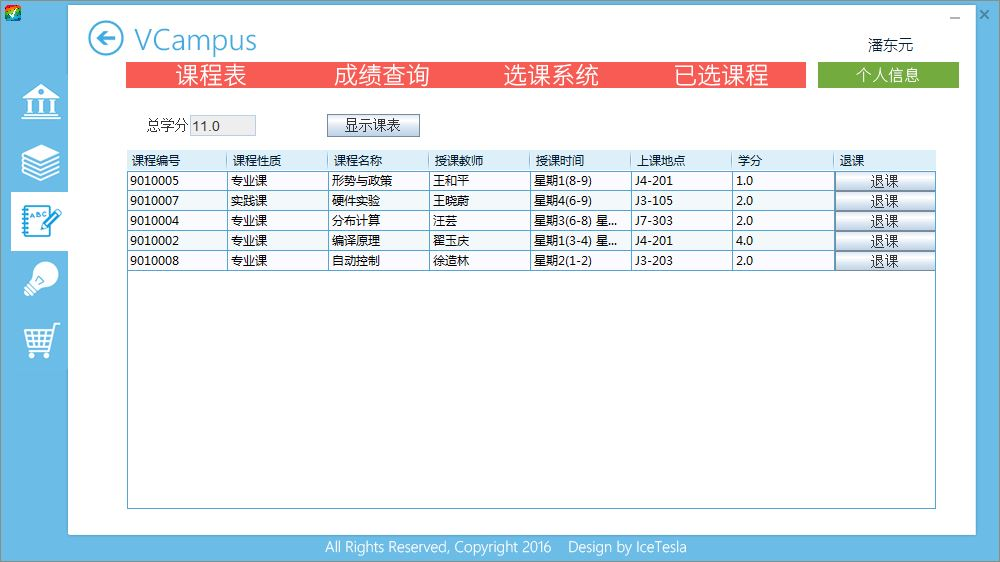 VCampus
潘东元
课程表 成绩查询 选课系统 已选课程 个人信息
总学分 11.0 显示课表
课程编号 课程性质 课程名称 授课教师 授课时间 上课地点 学分 退课
9010005 专业课 形势与政策 王和平 星期1(8-9) J4-201 1.0 退课
9010007 实践课 硬件实验 王晓蔚 星期4(6-9) J3-105 2.0 退课
9010004 专业课 分布计算 汪芸 星期3(6-8) 星... J7-303 2.0 退课
9010002 专业课 编译原理 翟玉庆 星期1(3-4) 星... J4-201 4.0 退课
9010008 专业课 自动控制 徐造林 星期2(1-2) J3-203 2.0 退课
ABC
All Rights Reserved, Copyright 2016 Design by IceTesla